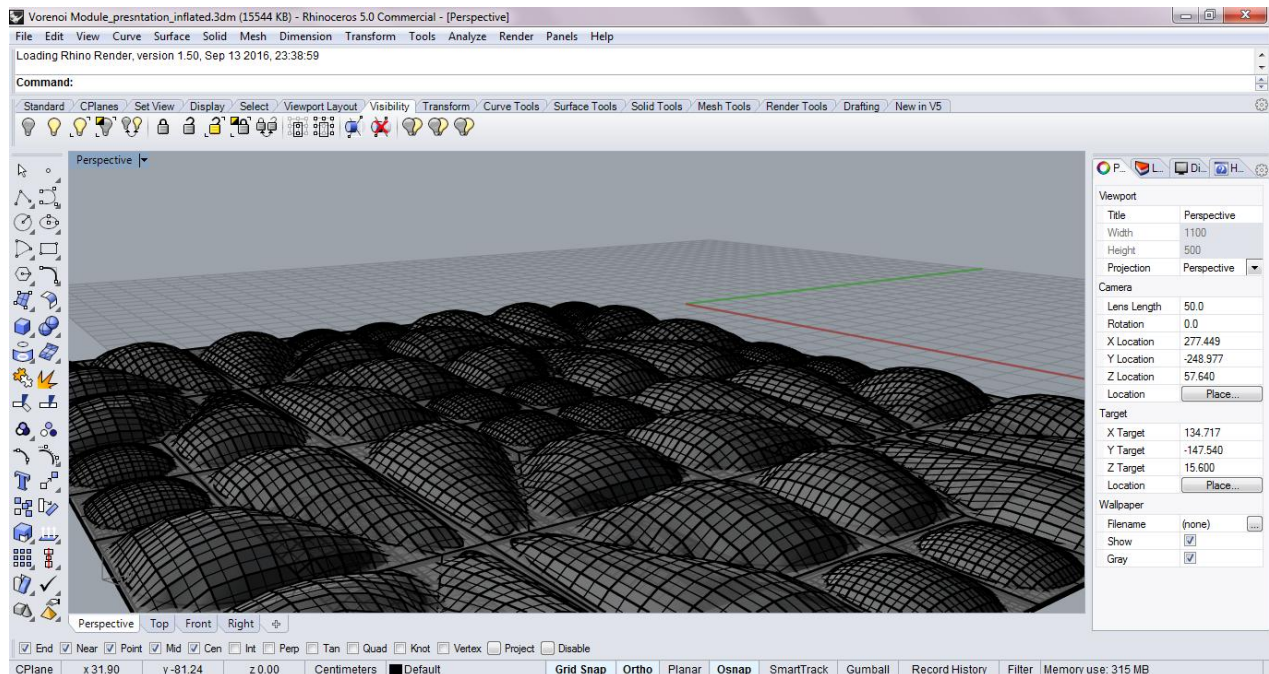 Vorenoi Module_presntation_inflated.3dm (15544 KB) - Rhinoceros 5.0 Commercial - [Perspective]
File Edit View Curve Surface Solid Mesh Dimension Transform Tools Analyze Render Panels Help
Loading Rhino Render, version 1.50, Sep 13 2016, 23:38:59
Command:
Standard CPlanes Set View Display Select Viewport Layout Visibility Transform Curve Tools Surface Tools Solid Tools Mesh Tools Render Tools Drafting New in V5
Perspective
P... L... Di... H...
Viewport
Title Perspective
Width 1100
Height 500
Projection Perspective
Camera
Lens Length 50.0
Rotation 0.0
X Location 277.449
Y Location -248.977
Z Location 57.640
Location Place...
Target
X Target 134.717
Y Target -147.540
Z Target 15.600
Location Place...
Wallpaper
Filename (none) ...
Show
Gray
Perspective Top Front Right
End Near Point Mid Cen Int Perp Tan Quad Knot Vertex Project Disable
CPlane x 31.90 y -81.24 z 0.00 Centimeters Default Grid Snap Ortho Planar Osnap SmartTrack Gumball Record History Filter Memory use: 315 MB